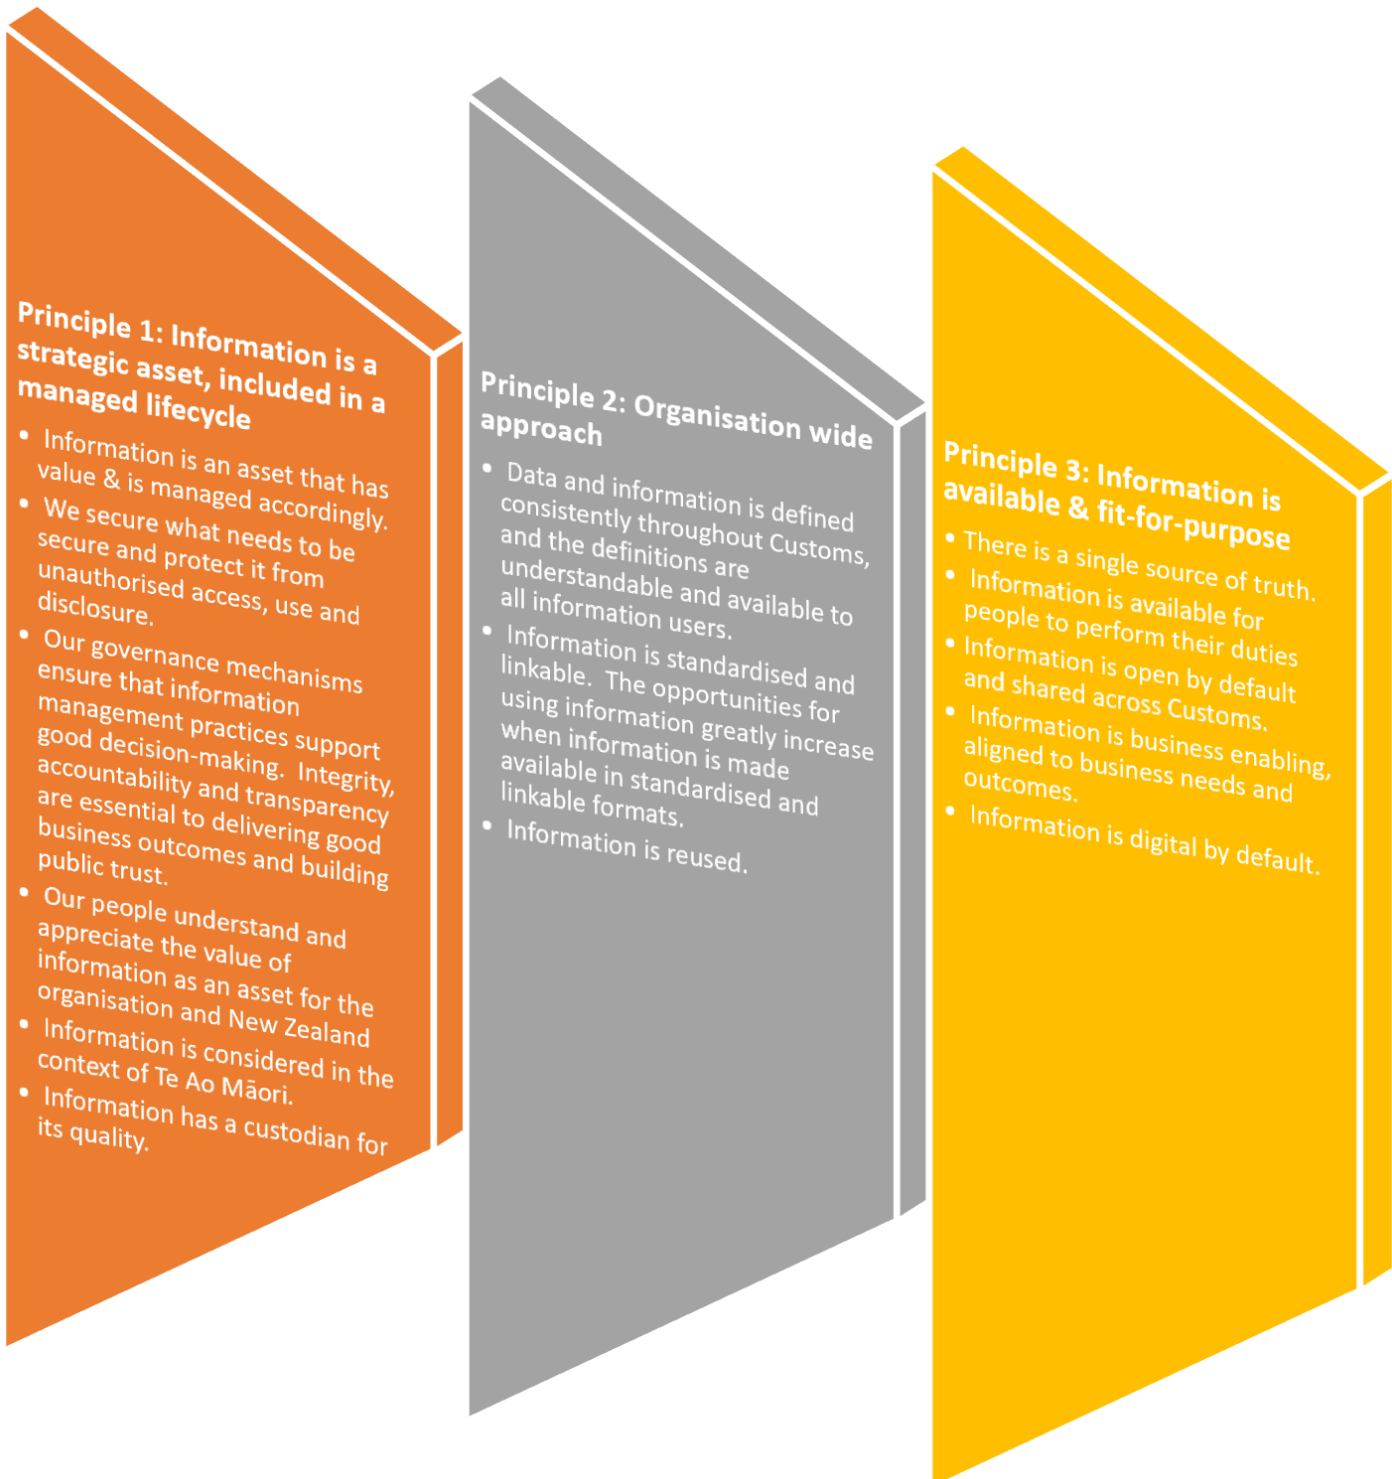 Principle 1: Information is a
strategic asset, included in a
managed lifecycle
• Information is an asset that has
value & is managed accordingly.
• We secure what needs to be
secure and protect it from
unauthorised access, use and
disclosure.
• Our governance mechanisms
ensure that information
management practices support
good decision-making.  Integrity,
accountability and transparency
are essential to delivering good
business outcomes and building
public trust.
• Our people understand and
appreciate the value of
information as an asset for the
organisation and New Zealand
• Information is considered in the
context of Te Ao Māori.
• Information has a custodian for
its quality.
Principle 2: Organisation wide
approach
• Data and information is defined
consistently throughout Customs,
and the definitions are
understandable and available to
all information users.
• Information is standardised and
linkable.  The opportunities for
using information greatly increase
when information is made
available in standardised and
linkable formats.
• Information is reused.
Principle 3: Information is
available & fit-for-purpose
• There is a single source of truth.
• Information is available for
people to perform their duties
• Information is open by default
and shared across Customs.
• Information is business enabling,
aligned to business needs and
outcomes.
• Information is digital by default.